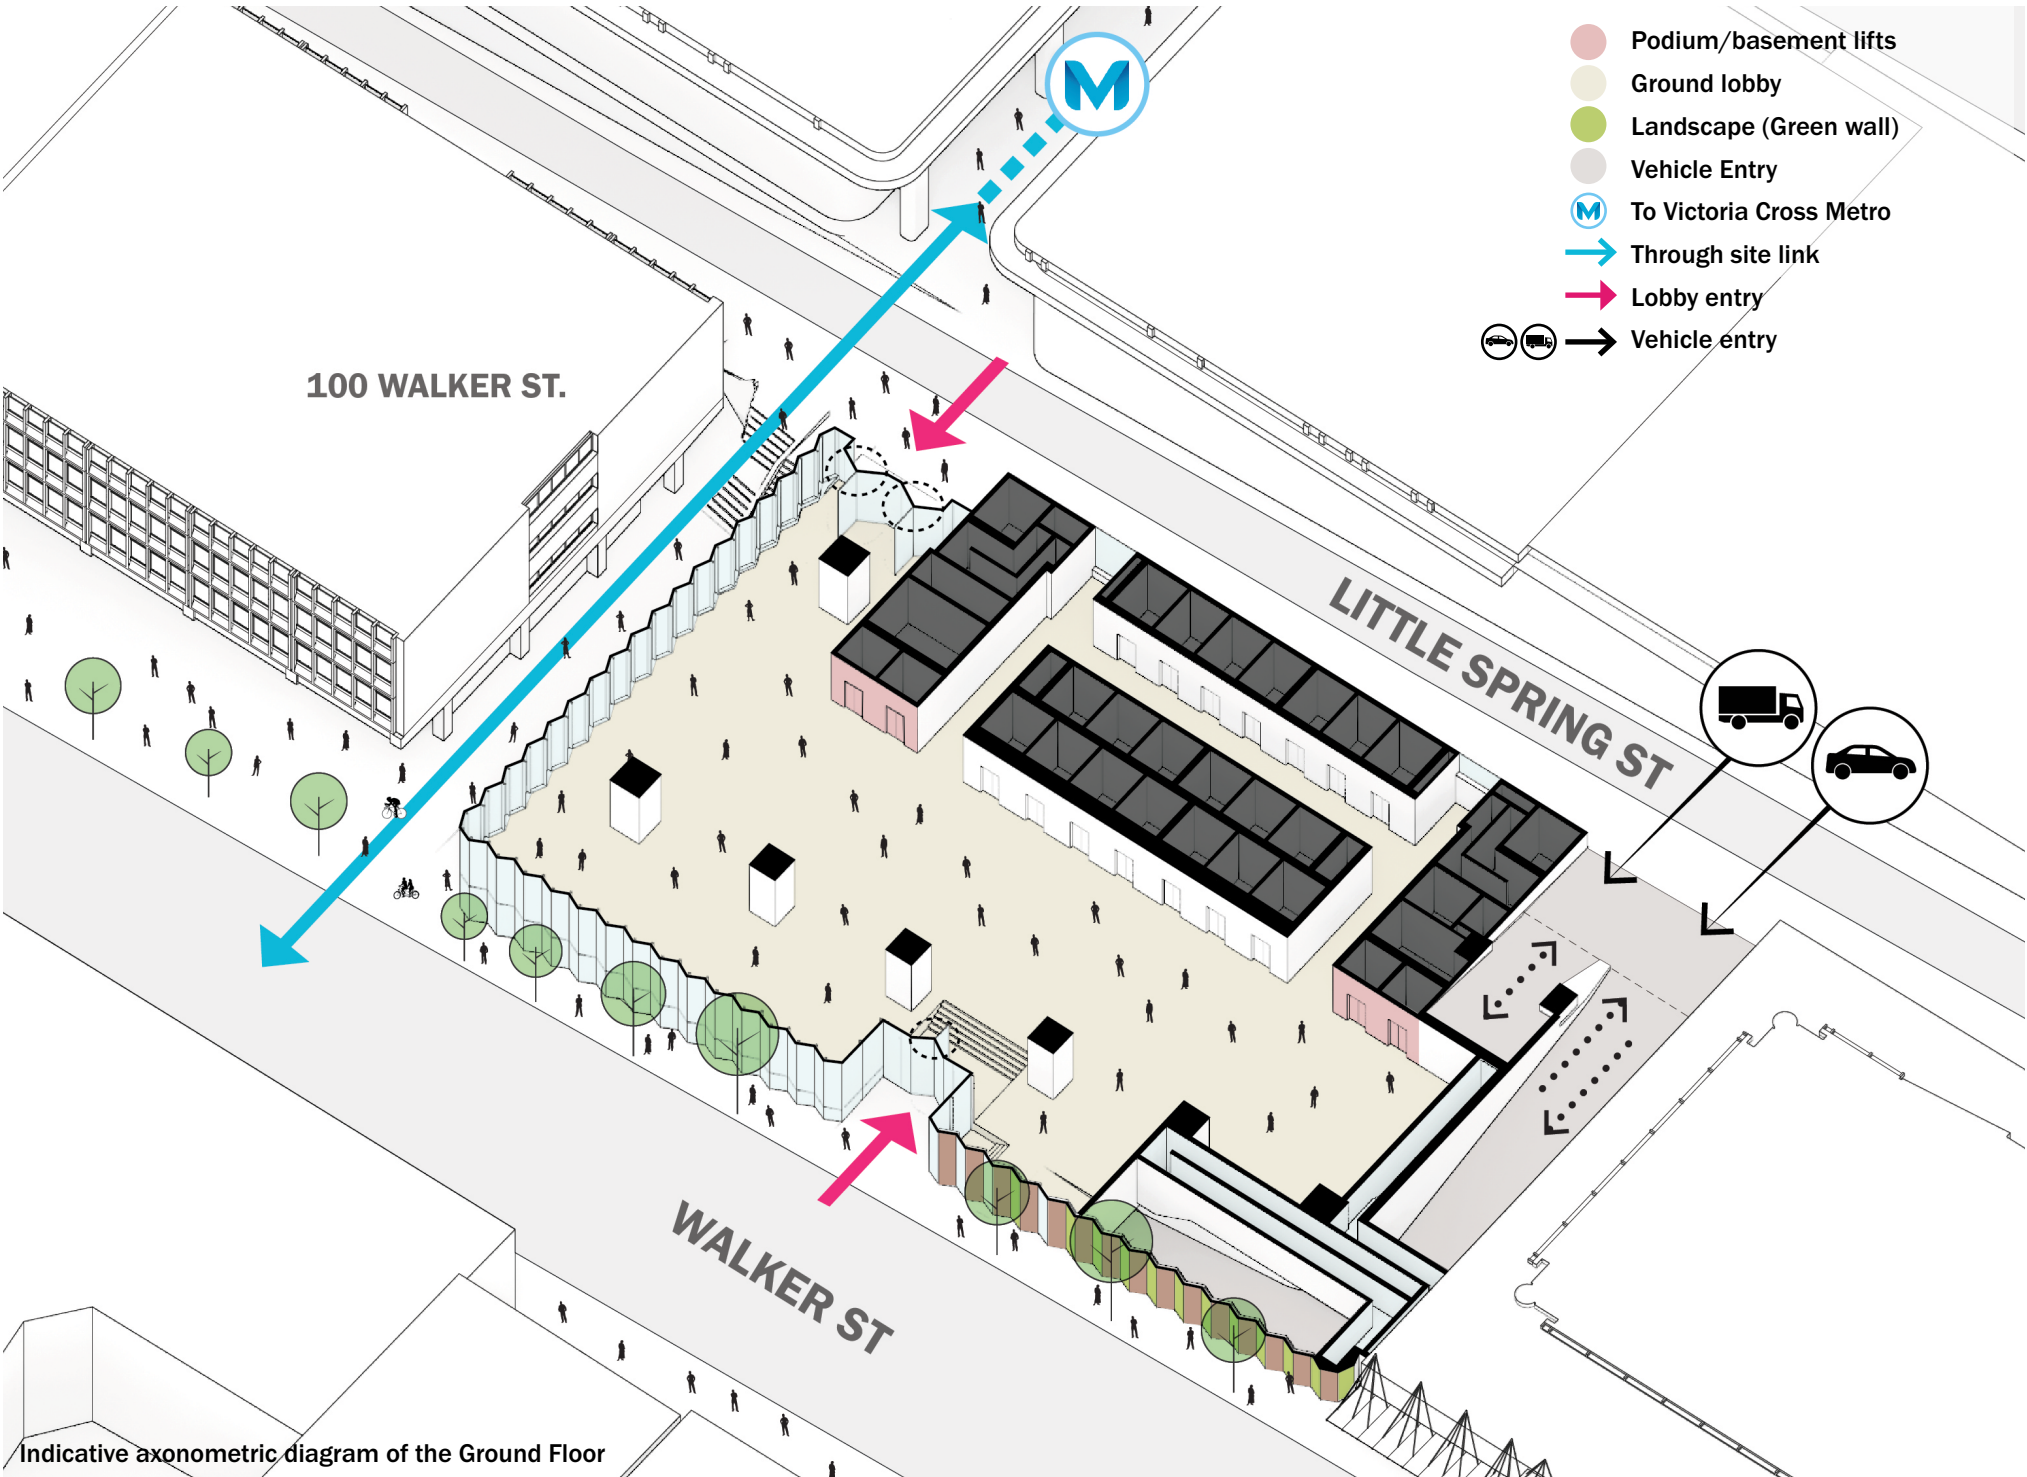 Podium/basement lifts
Ground lobby
Landscape (Green wall)
Vehicle Entry
M To Victoria Cross Metro
Through site link
Lobby entry
Vehicle entry
M
100 WALKER ST.
LITTLE SPRING ST
WALKER ST
Indicative axonometric diagram of the Ground Floor